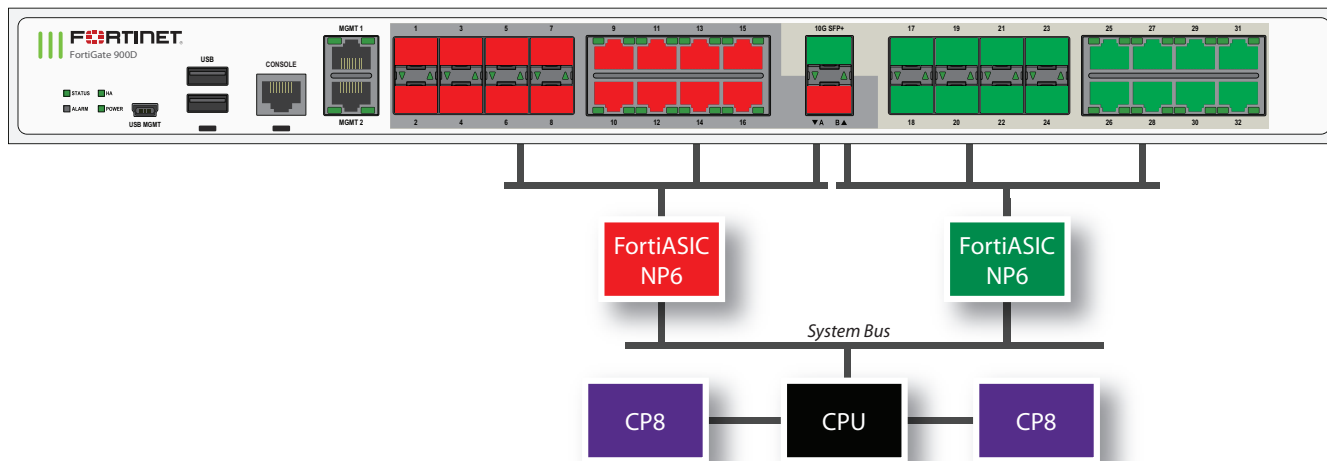 FORTINET
FortiGate 900D
STATUS HA
ALARM POWER
USB MGMT
USB
CONSOLE
MGMT 1
MGMT 2
1 3 5 7
2 4 6 8
9 11 13 15
10 12 14 16
10G SFP+
▼A B▲
17 19 21 23
18 20 22 24
25 27 29 31
26 28 30 32
FortiASIC
NP6
FortiASIC
NP6
System Bus
CP8
CPU
CP8